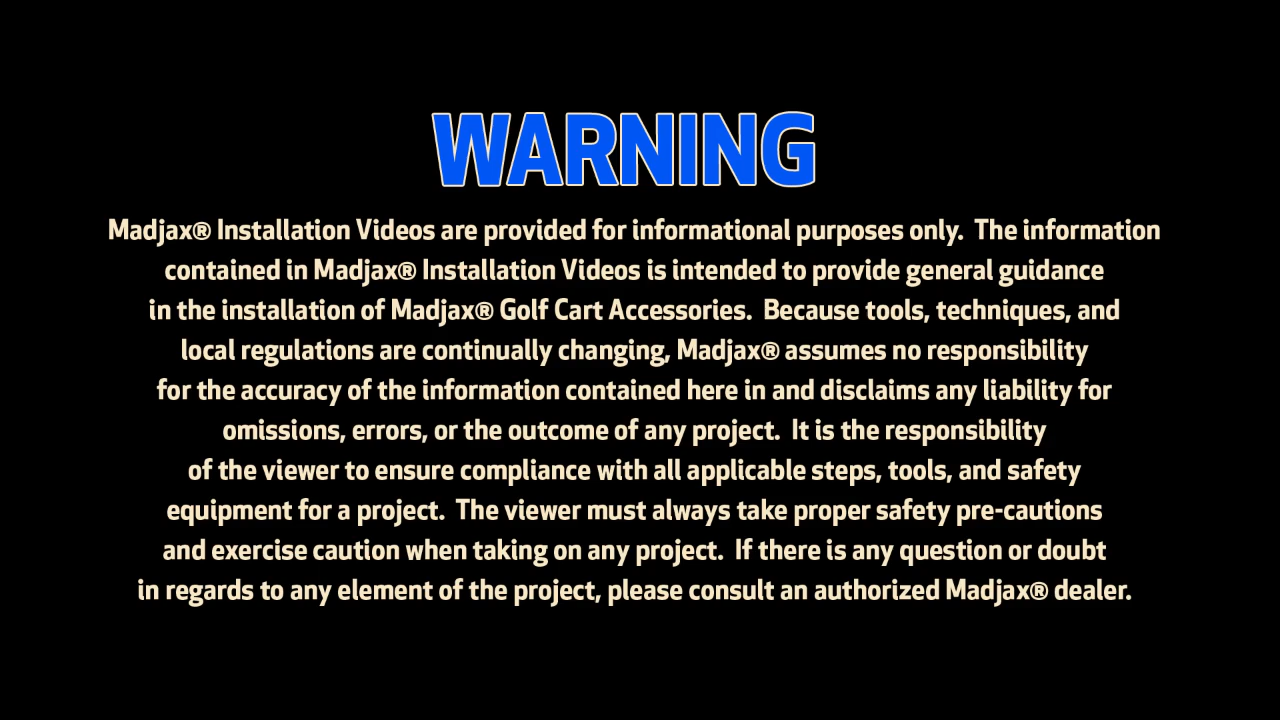 WARNING
Madjax® Installation Videos are provided for informational purposes only.  The information
contained in Madjax® Installation Videos is intended to provide general guidance
in the installation of Madjax® Golf Cart Accessories.  Because tools, techniques, and
local regulations are continually changing, Madjax® assumes no responsibility
for the accuracy of the information contained here in and disclaims any liability for
omissions, errors, or the outcome of any project.  It is the responsibility
of the viewer to ensure compliance with all applicable steps, tools, and safety
equipment for a project.  The viewer must always take proper safety pre-cautions
and exercise caution when taking on any project.  If there is any question or doubt
in regards to any element of the project, please consult an authorized Madjax® dealer.